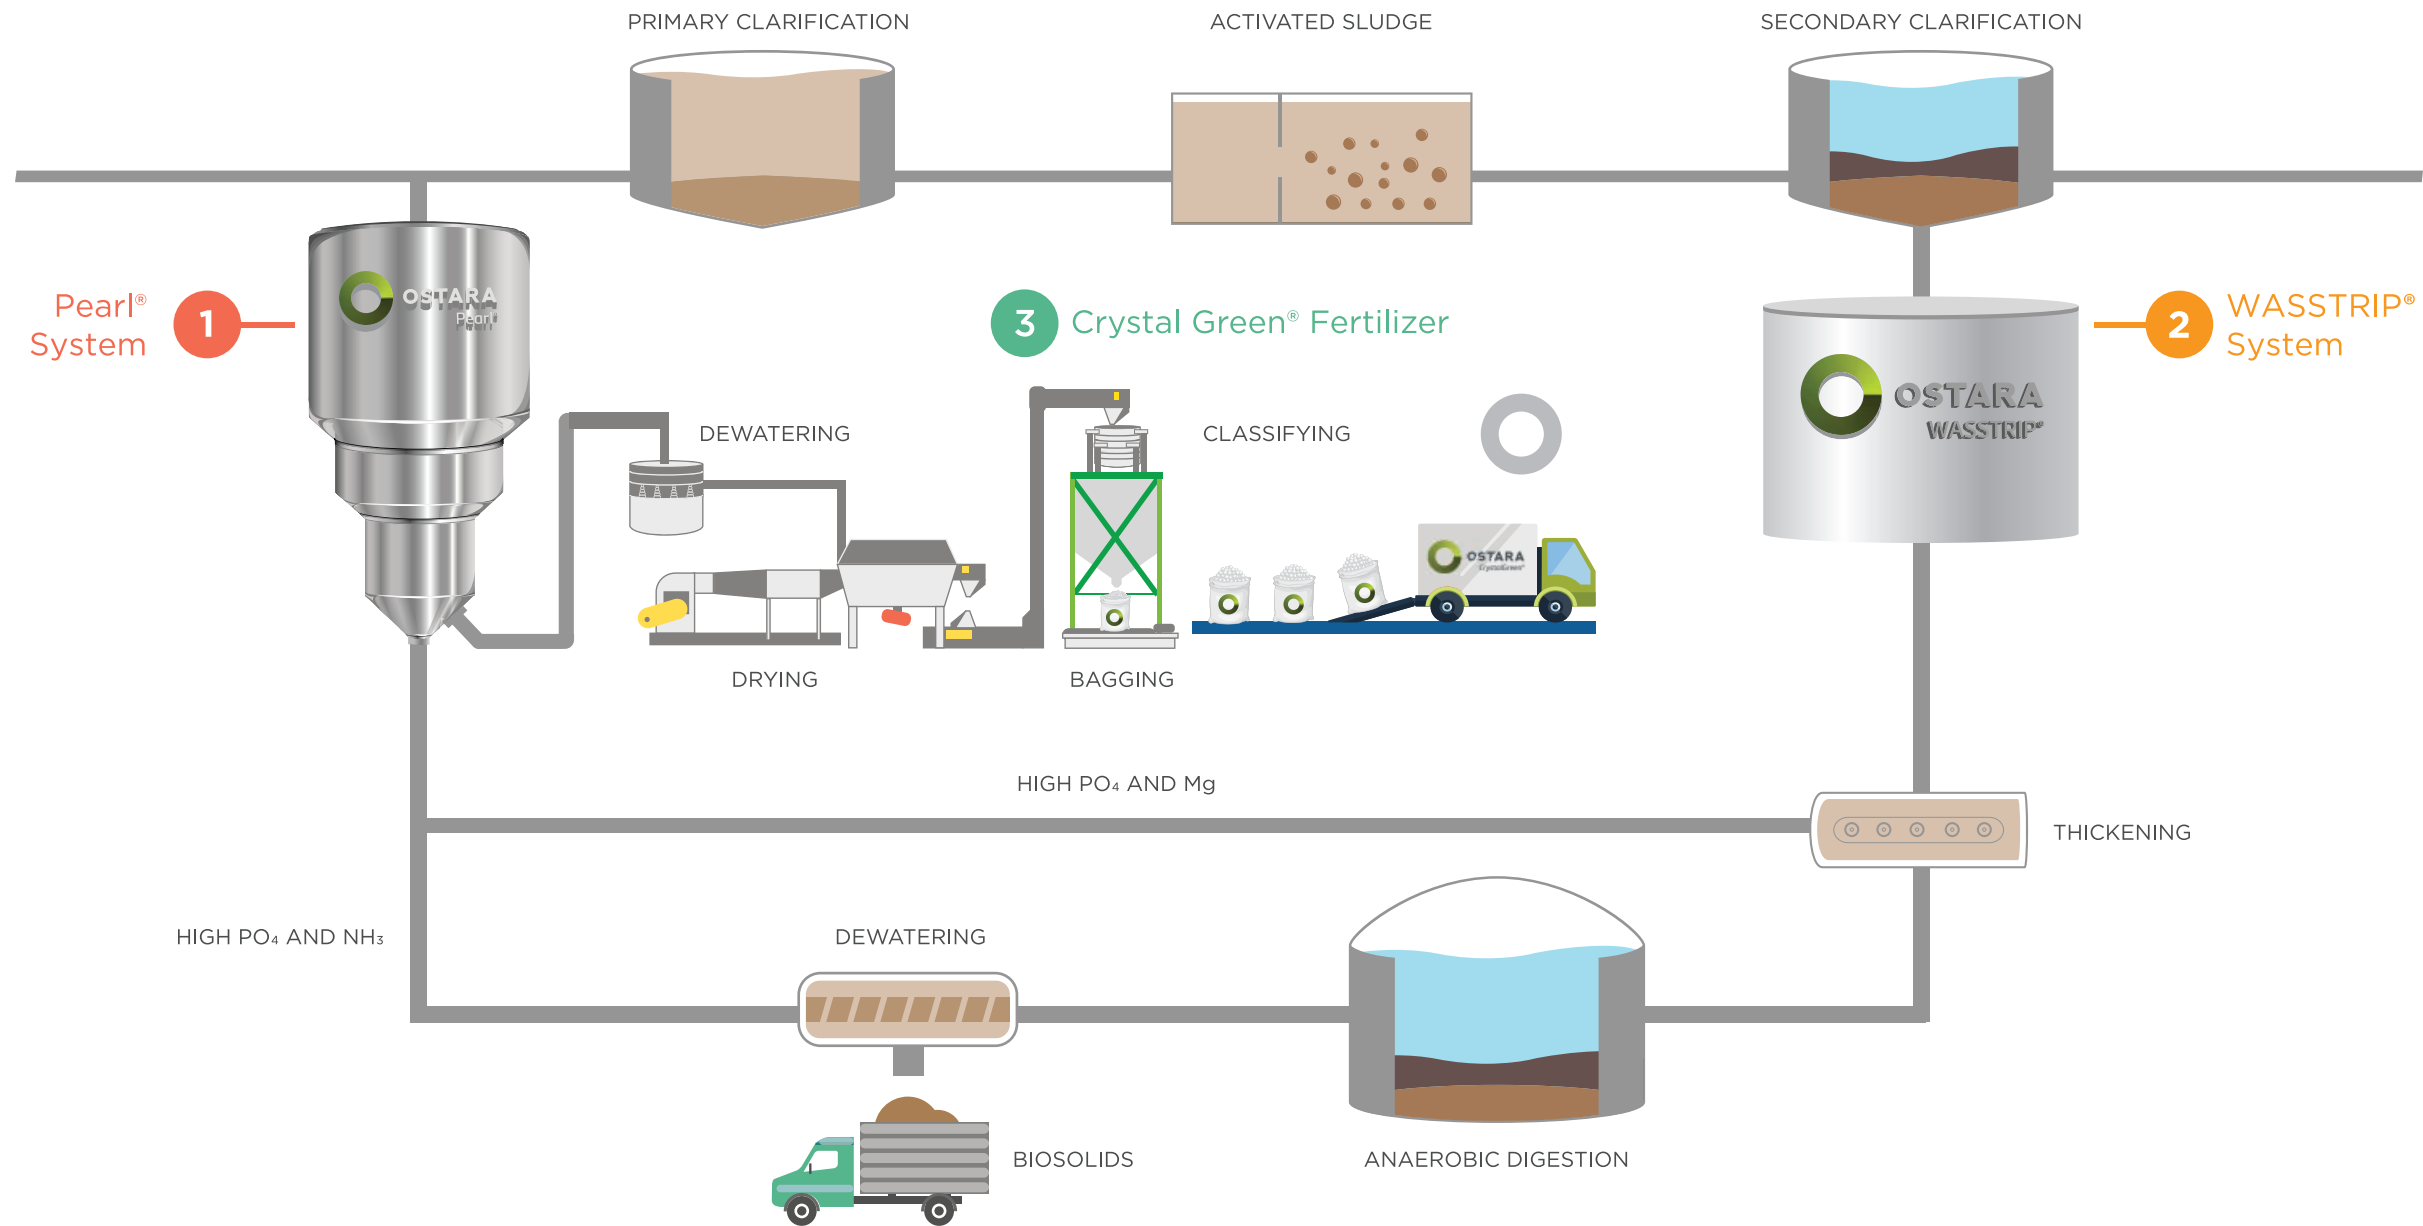 PRIMARY CLARIFICATION
ACTIVATED SLUDGE
SECONDARY CLARIFICATION
Pearl®
System
1
OSTARA
Pearl®
3
Crystal Green® Fertilizer
2
WASSTRIP®
System
OSTARA
WASSTRIP®
DEWATERING
CLASSIFYING
OSTARA
CrystalGreen®
DRYING
BAGGING
HIGH PO₄ AND Mg
THICKENING
HIGH PO₄ AND NH₃
DEWATERING
BIOSOLIDS
ANAEROBIC DIGESTION